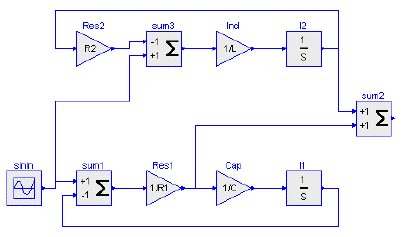 Res2
sum3
Ind
I2
R2
-1
+1
Σ
1/L
1
S
sum2
+1
+1
Σ
sinIn
sum1
Res1
Cap
I1
+1
-1
Σ
1/R1
1/C
1
S